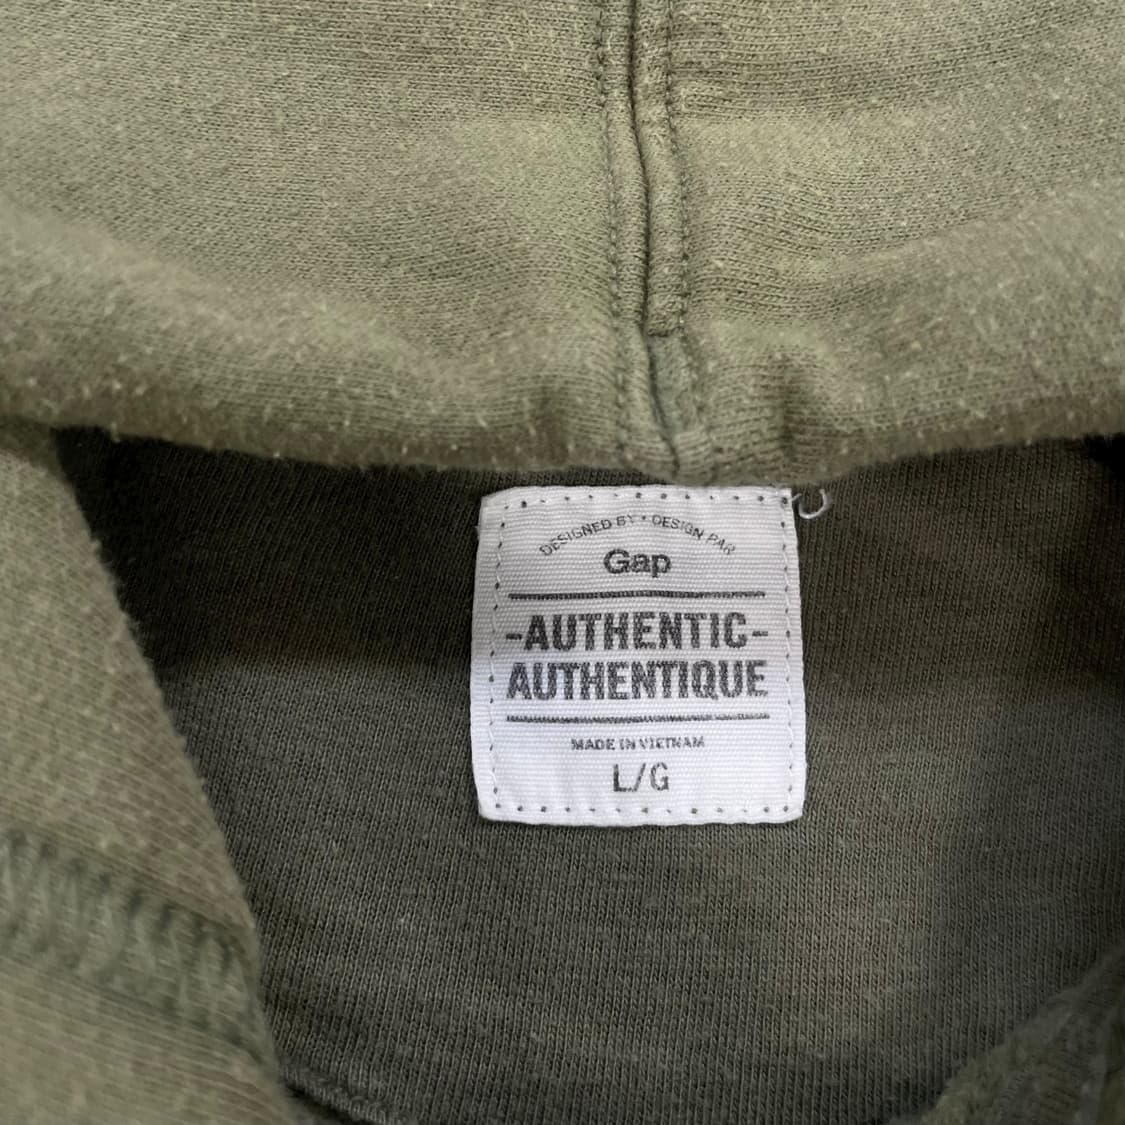 DESIGNED BY • DESIGN PAR
Gap
-AUTHENTIC-
AUTHENTIQUE
MADE IN VIETNAM
L/G